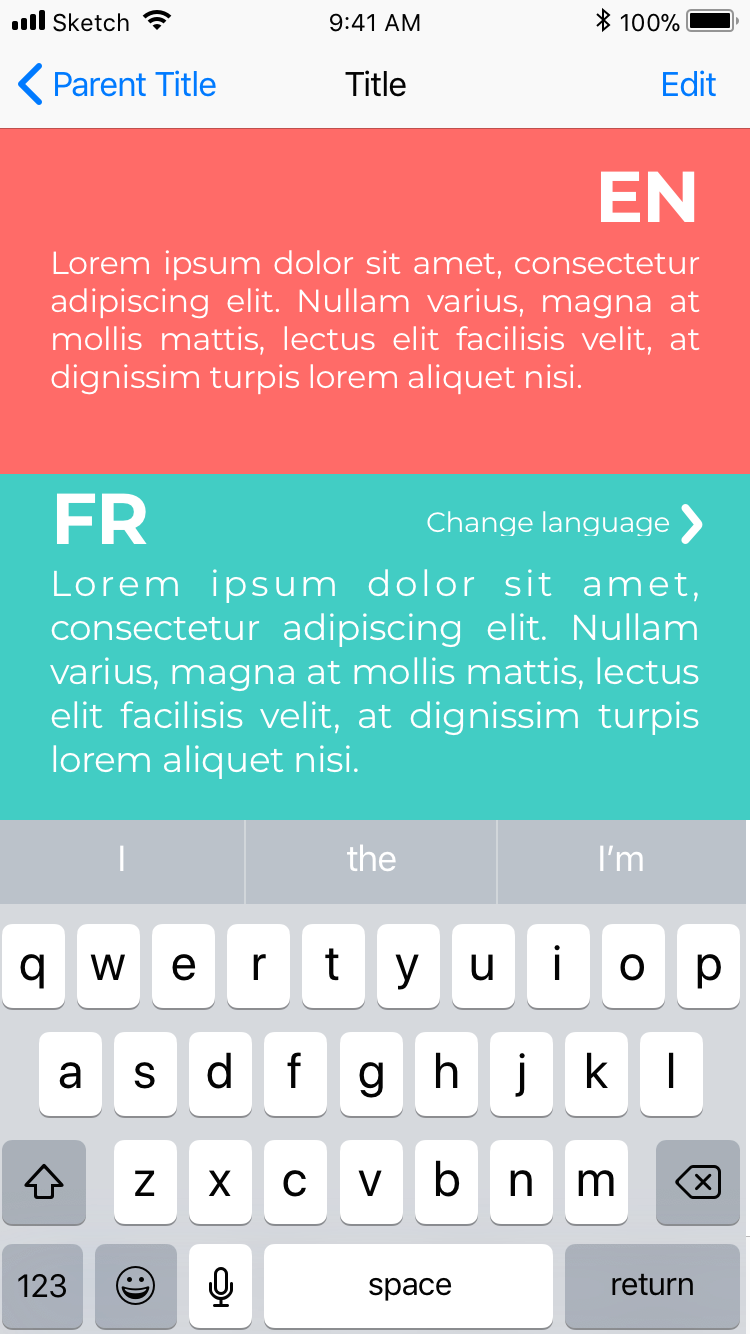 Sketch 9:41 AM 100%
Parent Title Title Edit
EN
Lorem ipsum dolor sit amet, consectetur
adipiscing elit. Nullam varius, magna at
mollis mattis, lectus elit facilisis velit, at
dignissim turpis lorem aliquet nisi.
FR Change language
Lorem ipsum dolor sit amet,
consectetur adipiscing elit. Nullam
varius, magna at mollis mattis, lectus
elit facilisis velit, at dignissim turpis
lorem aliquet nisi.
I the I’m
q w e r t y u i o p
a s d f g h j k l
z x c v b n m
123 space return